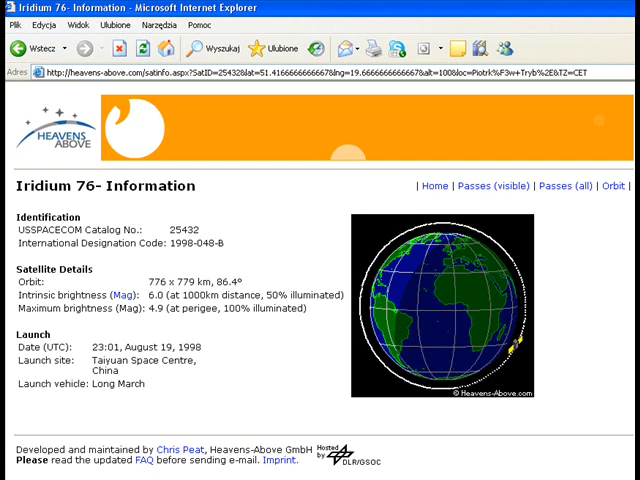 Iridium 76- Information - Microsoft Internet Explorer
Plik Edycja Widok Ulubione Narzędzia Pomoc
Wstecz Wyszukaj Ulubione
Adres http://heavens-above.com/satinfo.aspx?SatID=25432&lat=51.4166666666667&lng=19.6666666666667&alt=100&loc=Piotrk%3w+Tryb%2E&TZ=CET
HEAVENS
ABOVE
Iridium 76- Information
| Home | Passes (visible) | Passes (all) | Orbit |
Identification
USSPACECOM Catalog No.: 25432
International Designation Code: 1998-048-B
Satellite Details
Orbit: 776 x 779 km, 86.4°
Intrinsic brightness (Mag): 6.0 (at 1000km distance, 50% illuminated)
Maximum brightness (Mag): 4.9 (at perigee, 100% illuminated)
Launch
Date (UTC): 23:01, August 19, 1998
Launch site: Taiyuan Space Centre,
China
Launch vehicle: Long March
© Heavens-Above.com
Developed and maintained by Chris Peat, Heavens-Above GmbH Hosted
by DLR/GSOC
Please read the updated FAQ before sending e-mail. Imprint.